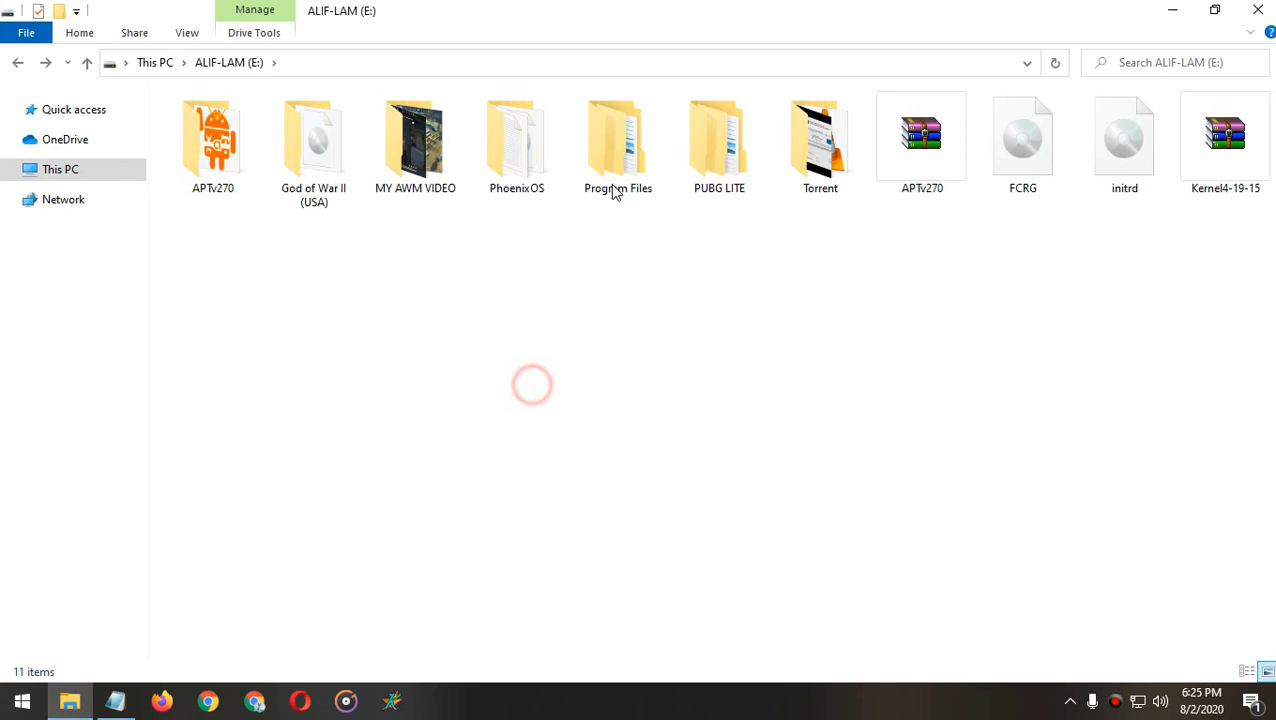 Manage
ALIF-LAM (E:)
File
Home
Share
View
Drive Tools
This PC
ALIF-LAM (E:)
Search ALIF-LAM (E:)
Quick access
OneDrive
This PC
Network
APTv270
God of War II
(USA)
MY AWM VIDEO
PhoenixOS
Program Files
PUBG LITE
Torrent
APTv270
FCRG
initrd
Kernel4-19-15
11 items
6:25 PM
8/2/2020
1